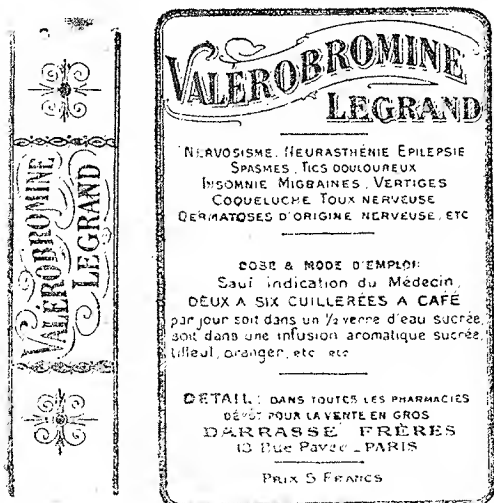 VALÉROBROMINE
LEGRAND
VALÉROBROMINE
LEGRAND
NERVOSISME, NEURASTHÉNIE EPILEPSIE
SPASMES, TICS DOULOUREUX
INSOMNIE MIGRAINES, VERTIGES
COQUELUCHE TOUX NERVEUSE
DERMATOSES D'ORIGINE NERVEUSE, ETC
DOSE & MODE D'EMPLOI:
Sauf indication du Médecin,
DEUX A SIX CUILLERÉES A CAFÉ
par jour soit dans un ½ verre d'eau sucrée,
soit dans une infusion aromatique sucrée,
tilleul, oranger, etc etc
DETAIL: DANS TOUTES LES PHARMACIES
DÉPÔT POUR LA VENTE EN GROS
DARRASSE FRÈRES
13 Rue Pavée _ PARIS
PRIX 5 FRANCS